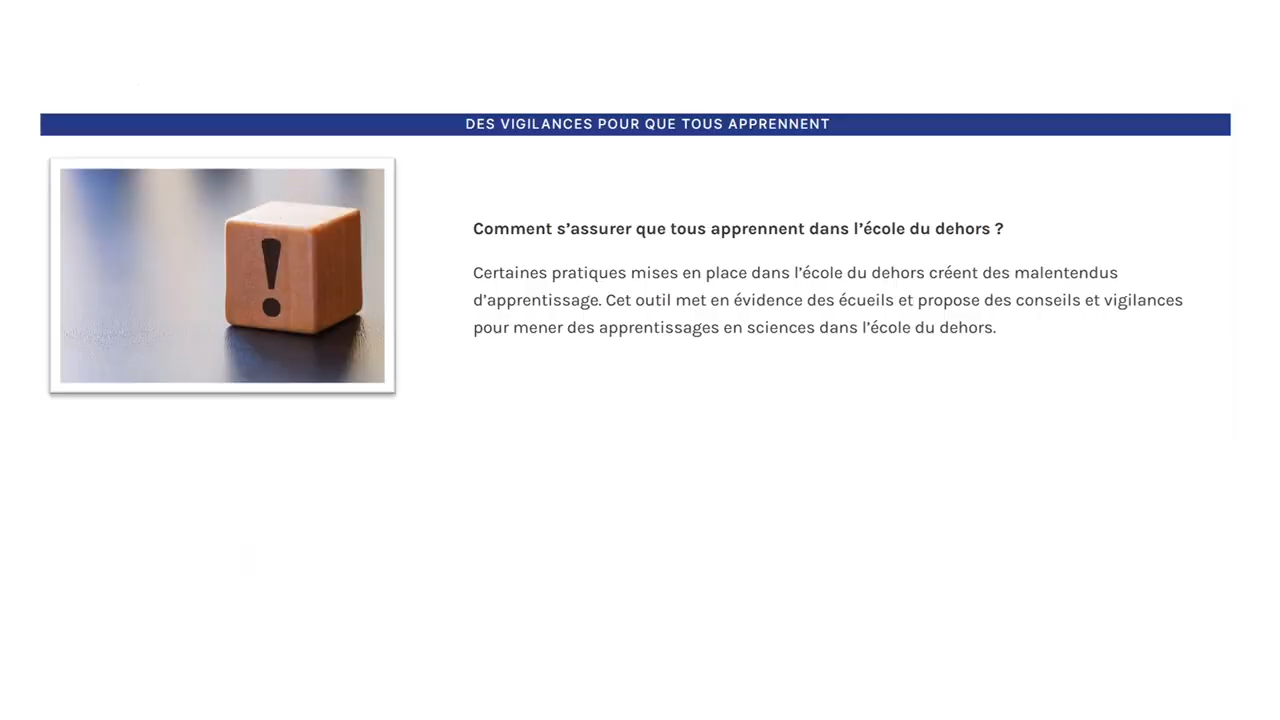 DES VIGILANCES POUR QUE TOUS APPRENNENT
!
Comment s’assurer que tous apprennent dans l’école du dehors ?
Certaines pratiques mises en place dans l’école du dehors créent des malentendus
d’apprentissage. Cet outil met en évidence des écueils et propose des conseils et vigilances
pour mener des apprentissages en sciences dans l’école du dehors.